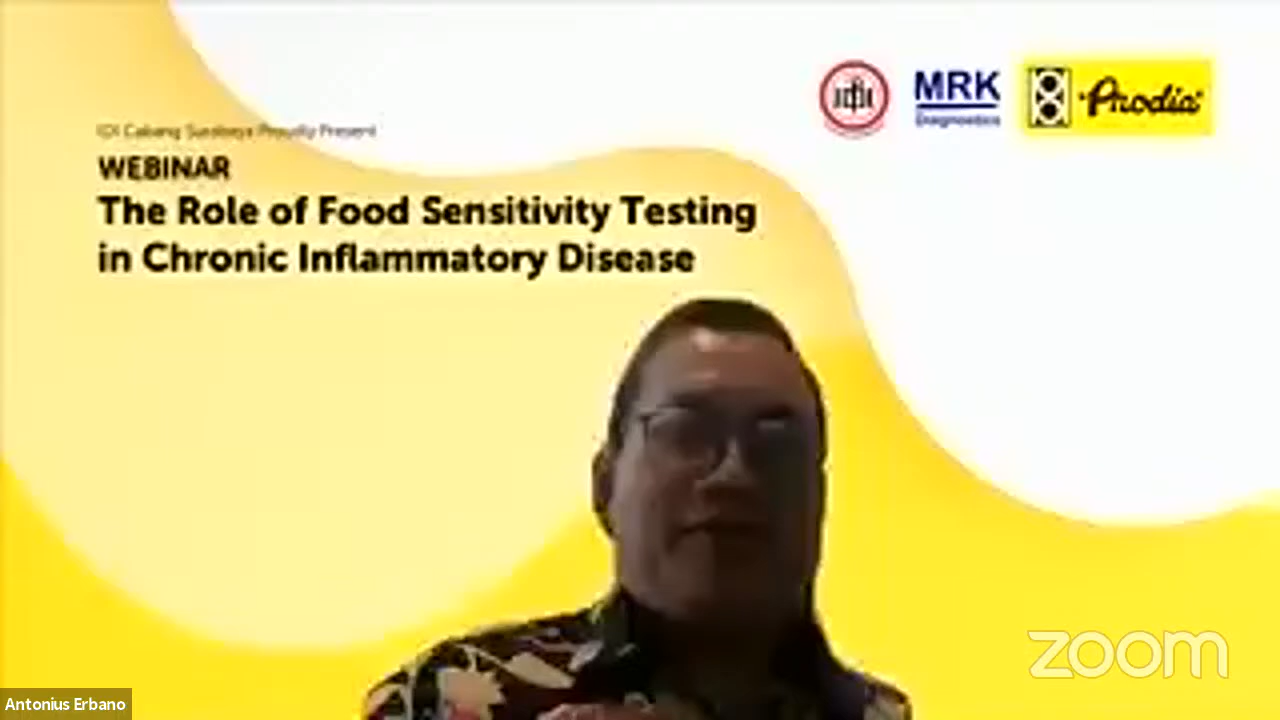 IDI Cabang Surabaya Proudly Present
WEBINAR
The Role of Food Sensitivity Testing
in Chronic Inflammatory Disease
IDI
MRK
Diagnostics
Prodia
zoom
Antonius Erbano